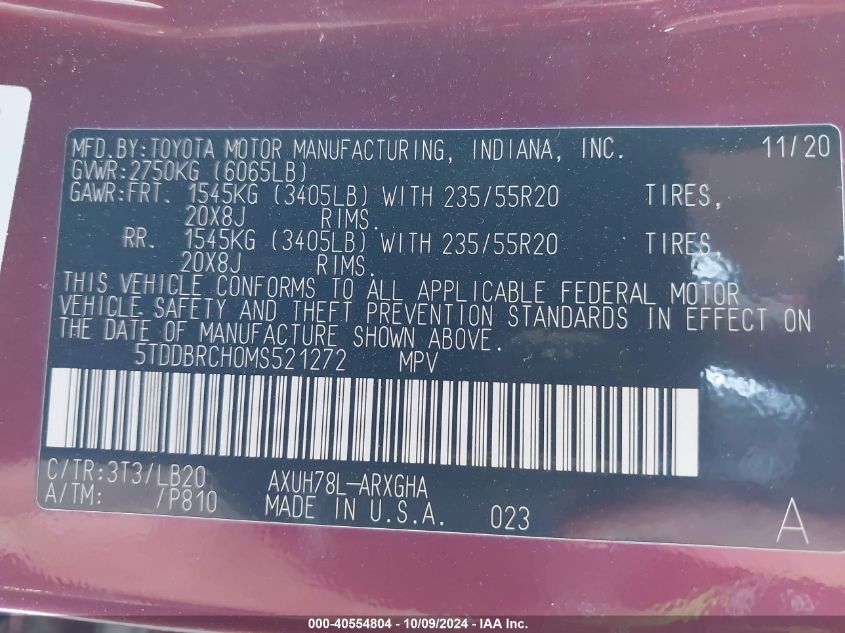 MFD.BY:TOYOTA MOTOR MANUFACTURING, INDIANA, INC. 11/20
GVWR:2750KG (6065LB)
GAWR:FRT. 1545KG (3405LB) WITH 235/55R20 TIRES,
20X8J RIMS.
RR. 1545KG (3405LB) WITH 235/55R20 TIRES
20X8J RIMS.
THIS VEHICLE CONFORMS TO ALL APPLICABLE FEDERAL MOTOR
VEHICLE SAFETY AND THEFT PREVENTION STANDARDS IN EFFECT ON
THE DATE OF MANUFACTURE SHOWN ABOVE.
5TDDBRCH0MS521272 MPV
C/TR:3T3/LB20 AXUH78L-ARXGHA
A/TM: /P810 MADE IN U.S.A. 023 A
000-40554804 - 10/09/2024 - IAA Inc.